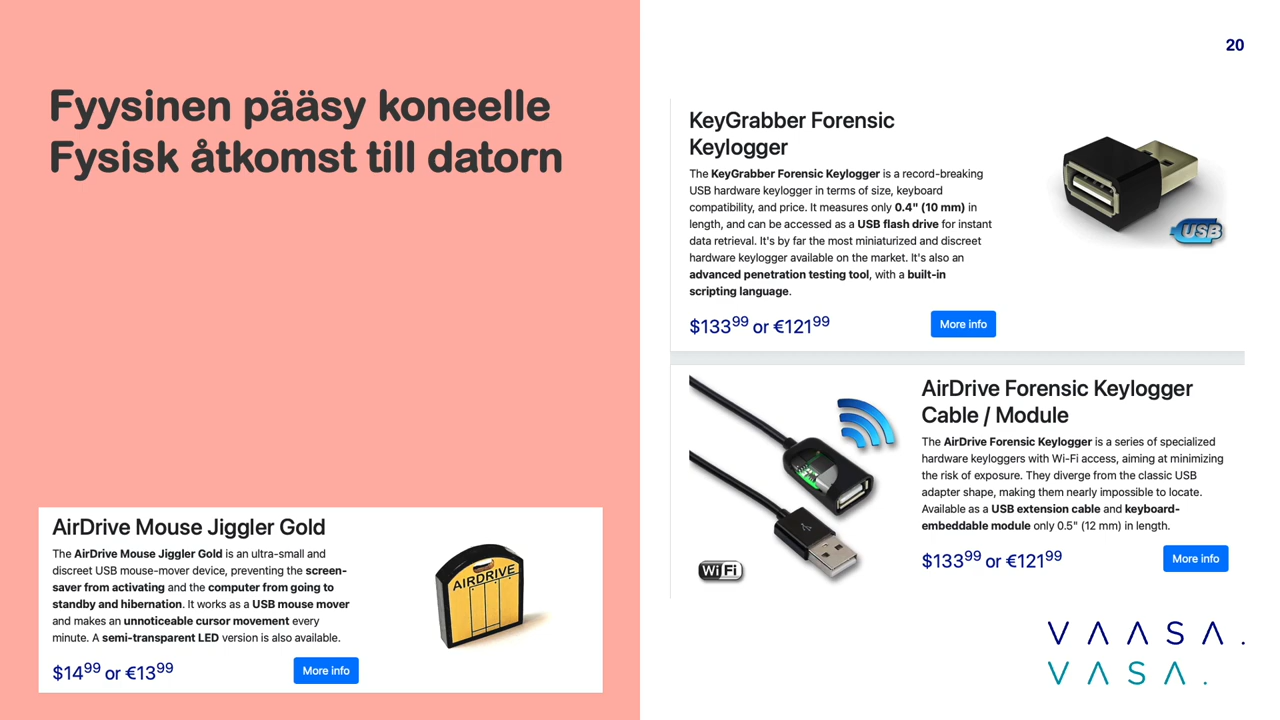 Fyysinen pääsy koneelle
Fysisk åtkomst till datorn
AirDrive Mouse Jiggler Gold
The AirDrive Mouse Jiggler Gold is an ultra-small and
discreet USB mouse-mover device, preventing the screen-
saver from activating and the computer from going to
standby and hibernation. It works as a USB mouse mover
and makes an unnoticeable cursor movement every
minute. A semi-transparent LED version is also available.
$14⁹⁹ or €13⁹⁹
More info
AIRDRIVE
20
KeyGrabber Forensic
Keylogger
The KeyGrabber Forensic Keylogger is a record-breaking
USB hardware keylogger in terms of size, keyboard
compatibility, and price. It measures only 0.4" (10 mm) in
length, and can be accessed as a USB flash drive for instant
data retrieval. It's by far the most miniaturized and discreet
hardware keylogger available on the market. It's also an
advanced penetration testing tool, with a built-in
scripting language.
$133⁹⁹ or €121⁹⁹
More info
USB
AirDrive Forensic Keylogger
Cable / Module
The AirDrive Forensic Keylogger is a series of specialized
hardware keyloggers with Wi-Fi access, aiming at minimizing
the risk of exposure. They diverge from the classic USB
adapter shape, making them nearly impossible to locate.
Available as a USB extension cable and keyboard-
embeddable module only 0.5" (12 mm) in length.
$133⁹⁹ or €121⁹⁹
More info
WiFi
VAASA.
VASA.